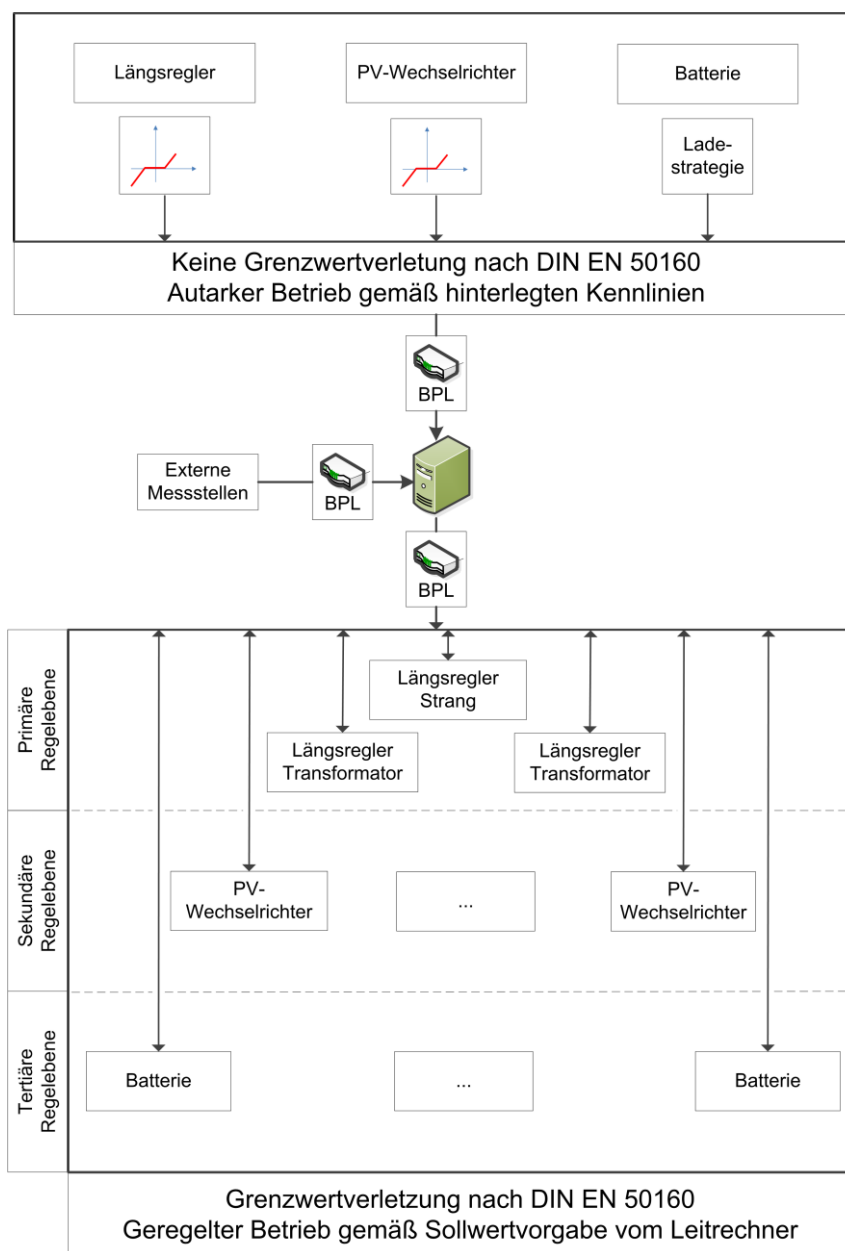 Längsregler
PV-Wechselrichter
Batterie
Lade-
strategie
Keine Grenzwertverletung nach DIN EN 50160
Autarker Betrieb gemäß hinterlegten Kennlinien
BPL
Externe
Messstellen
BPL
BPL
Primäre
Regelebene
Längsregler
Strang
Längsregler
Transformator
Längsregler
Transformator
Sekundäre
Regelebene
PV-
Wechselrichter
...
PV-
Wechselrichter
Tertiäre
Regelebene
Batterie
...
Batterie
Grenzwertverletzung nach DIN EN 50160
Geregelter Betrieb gemäß Sollwertvorgabe vom Leitrechner